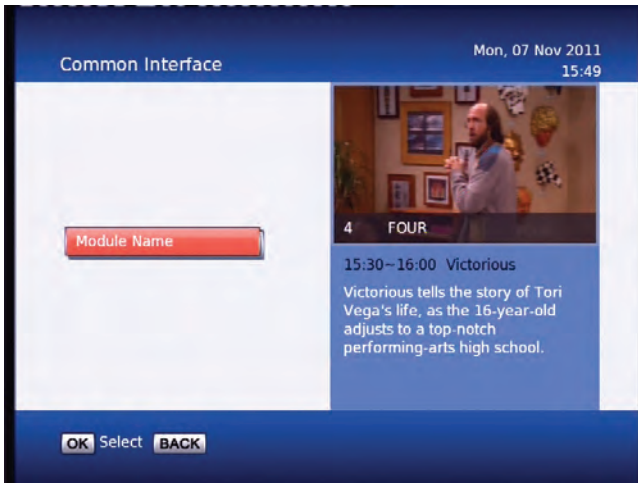 Common Interface
Mon, 07 Nov 2011
15:49
Module Name
4 FOUR
15:30~16:00 Victorious
Victorious tells the story of Tori
Vega's life, as the 16-year-old
adjusts to a top-notch
performing-arts high school.
OK Select BACK